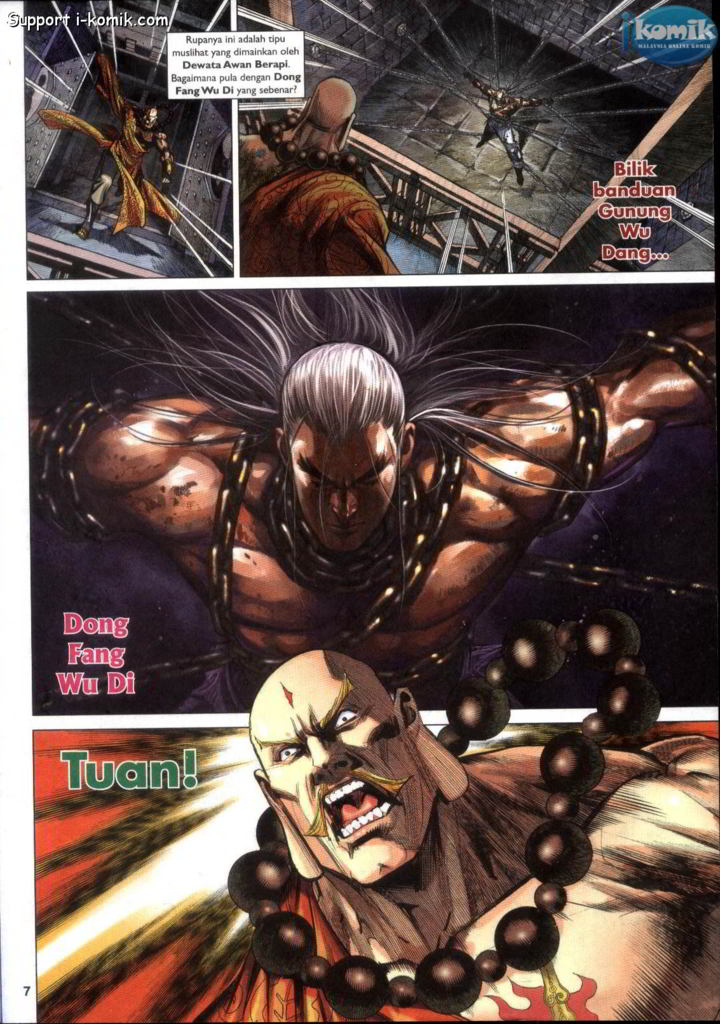 Support i-komik.com
Rupanya ini adalah tipu
muslihat yang dimainkan oleh
Dewata Awan Berapi.
Bagaimana pula dengan Dong
Fang Wu Di yang sebenar?
ikomik
MALAYSIA ONLINE KOMIK
Bilik
banduan
Gunung
Wu
Dang...
Dong
Fang
Wu Di
Tuan!
7